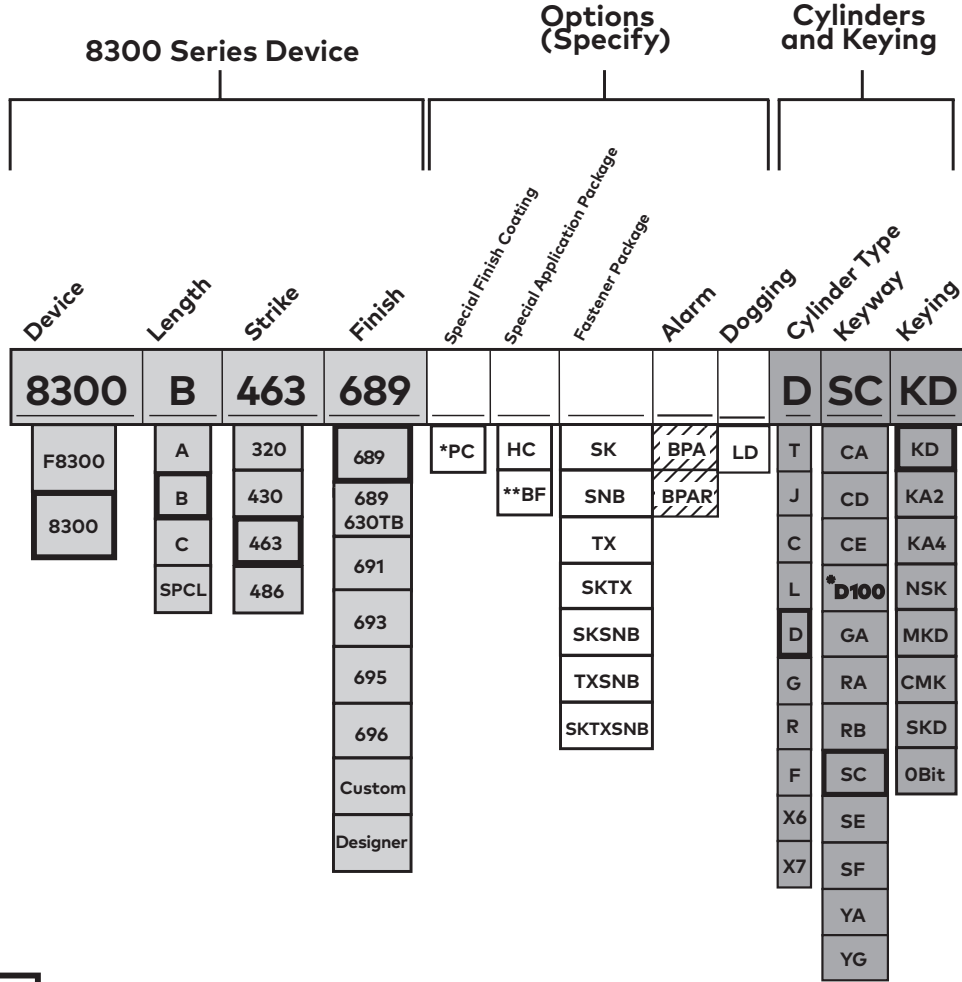 8300 Series Device
Options
(Specify)
Cylinders
and Keying
Device
Length
Strike
Finish
Special Finish Coating
Special Application Package
Fastener Package
Alarm
Dogging
Cylinder Type
Keyway
Keying
8300 B 463 689 D SC KD
F8300
8300
A
B
C
SPCL
320
430
463
486
689
689
630TB
691
693
695
696
Custom
Designer
*PC
HC
**BF
SK
SNB
TX
SKTX
SKSNB
TXSNB
SKTXSNB
BPA
BPAR
LD
T
J
C
L
D
G
R
F
X6
X7
CA
CD
CE
*D100
GA
RA
RB
SC
SE
SF
YA
YG
KD
KA2
KA4
NSK
MKD
CMK
SKD
0Bit